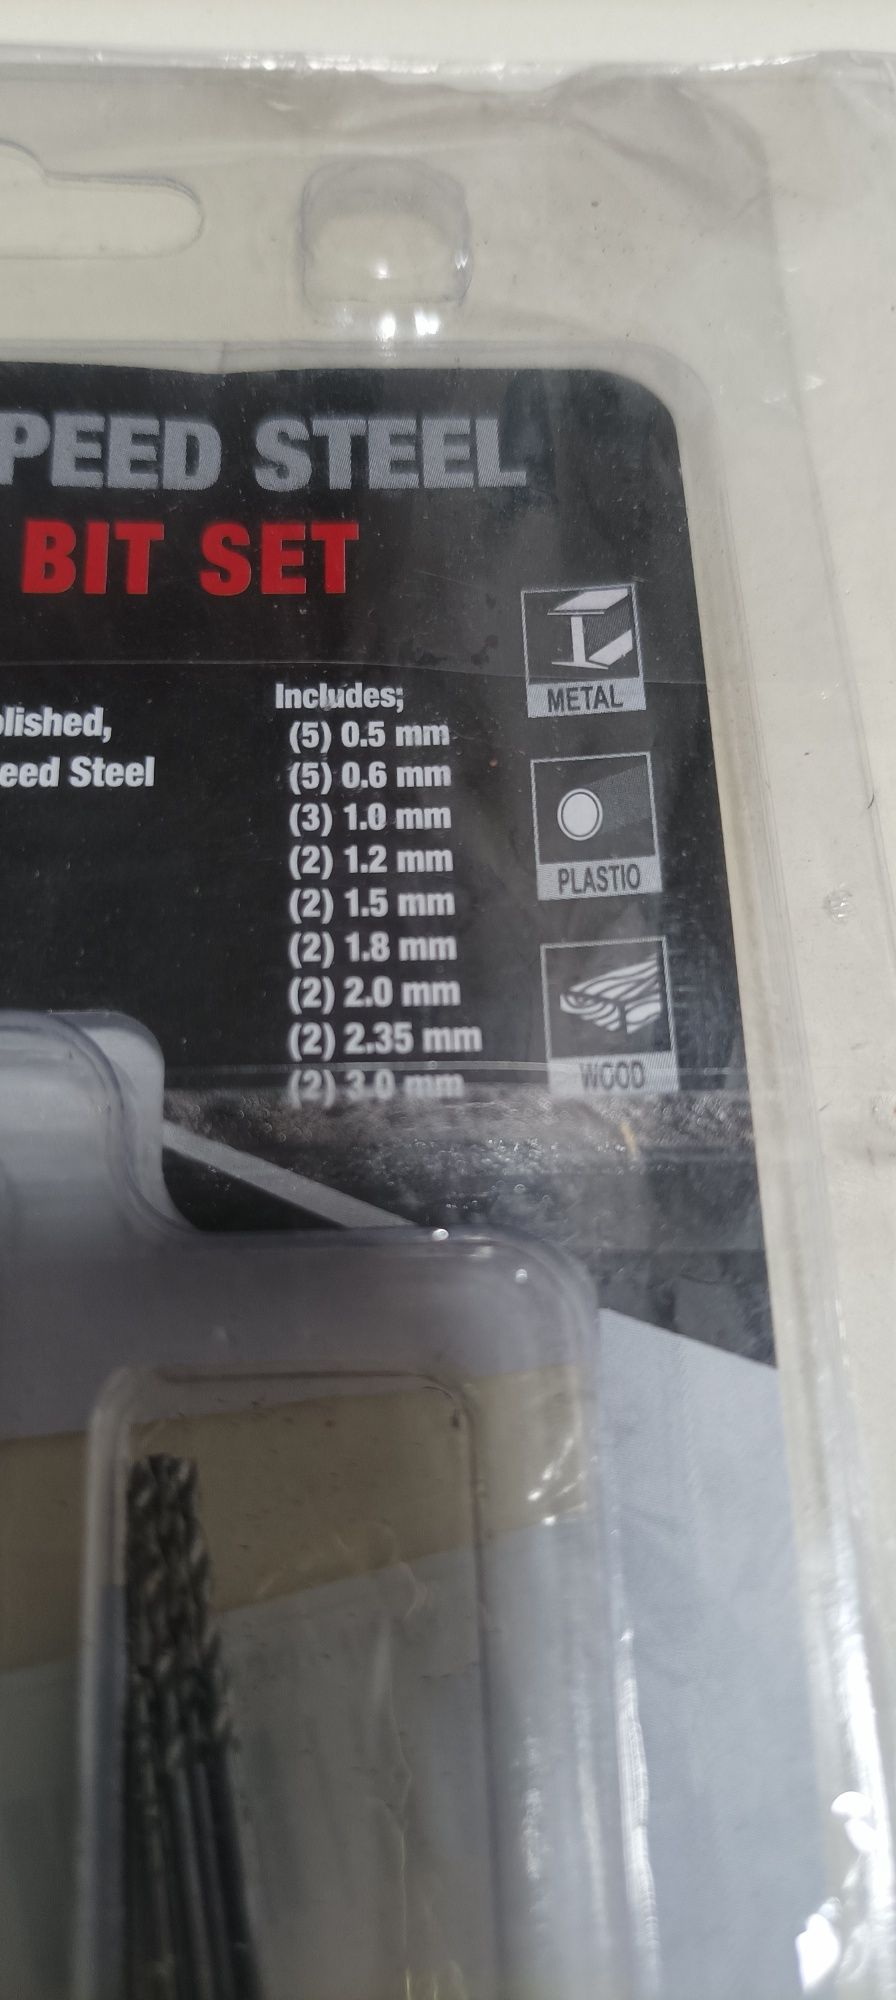 PEED STEEL
BIT SET
olished,
eed Steel
Includes;
(5) 0.5 mm
(5) 0.6 mm
(3) 1.0 mm
(2) 1.2 mm
(2) 1.5 mm
(2) 1.8 mm
(2) 2.0 mm
(2) 2.35 mm
(2) 3.0 mm
METAL
PLASTIO
WOOD